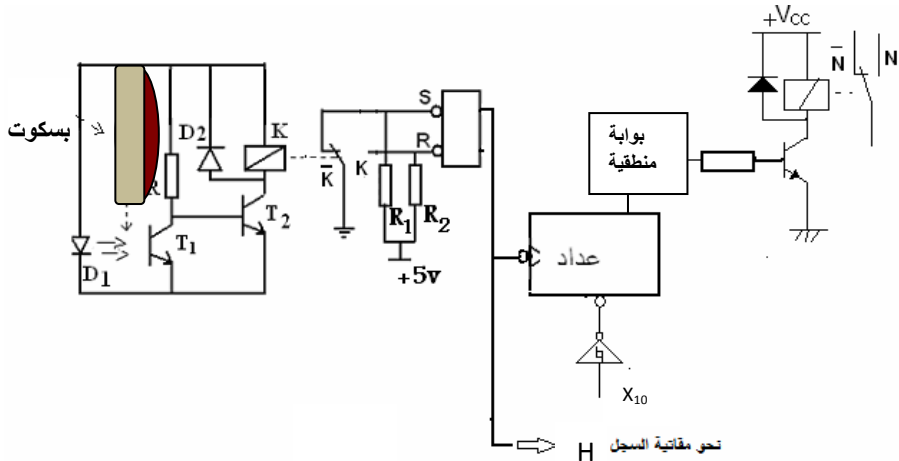 بسكوت
D2
K
R
T1
T2
D1
K̅
K
S
R
R1
R2
+5v
عداد
X10
H
نحو مقاتية السجل
بوابة
منطقية
+VCC
N̅
N